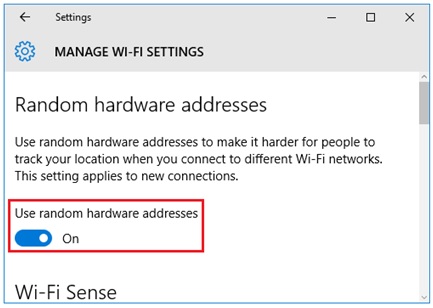 Settings
MANAGE WI-FI SETTINGS
Random hardware addresses
Use random hardware addresses to make it harder for people to
track your location when you connect to different Wi-Fi networks.
This setting applies to new connections.
Use random hardware addresses
On
Wi-Fi Sense